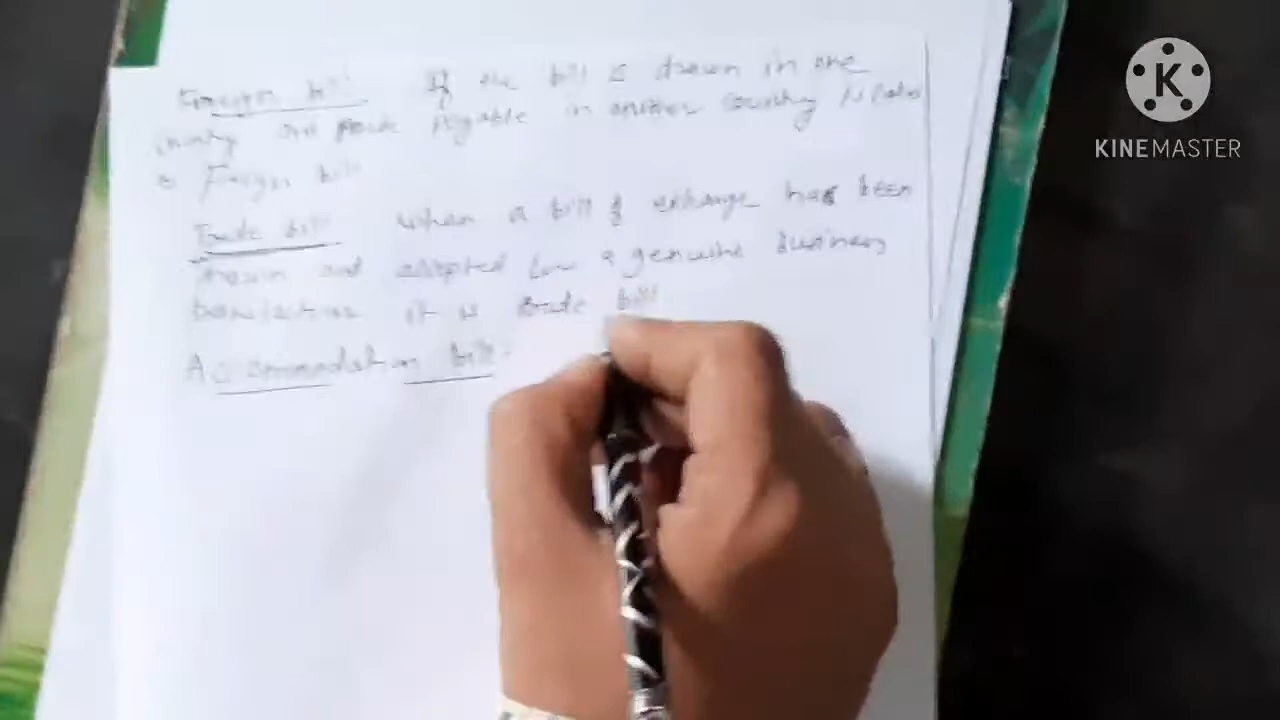 Foreign bill If the bill is drawn in one
country and made payable in another country is called
a Foreign bill
Trade bill When a bill of exchange has been
drawn and accepted for a genuine business
transaction it is trade bill
Accommodation bill:
K
KINEMASTER